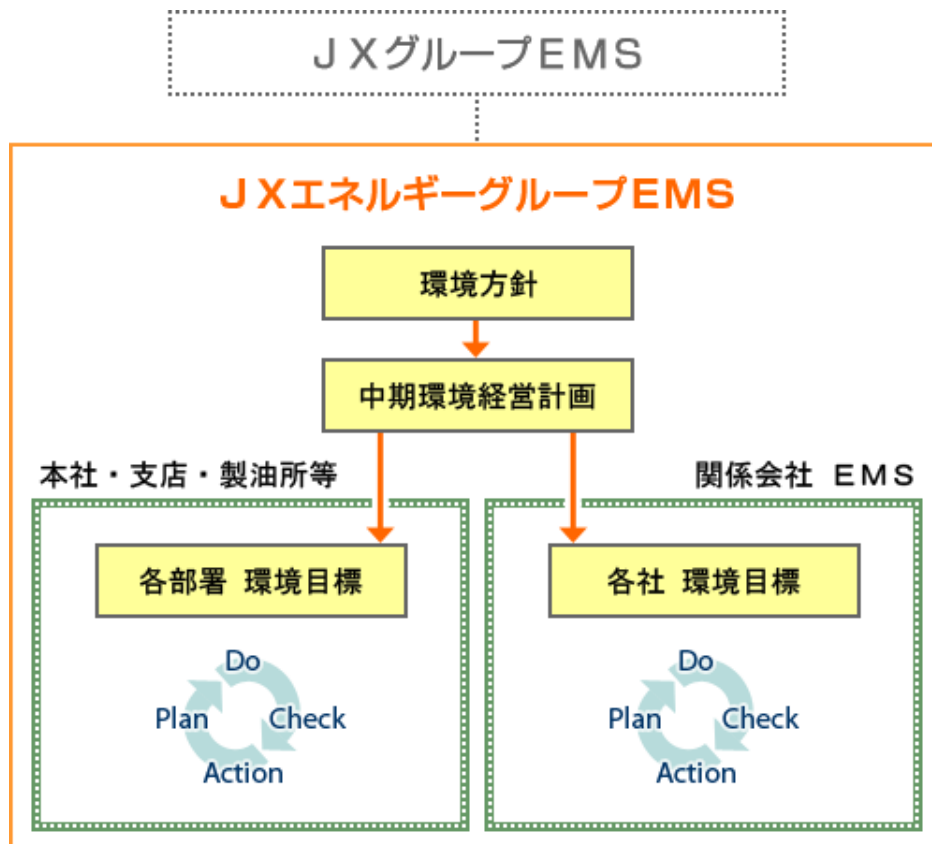 ＪＸグループＥＭＳ
ＪＸエネルギーグループEMS
環境方針
中期環境経営計画
本社・支店・製油所等
関係会社 ＥＭＳ
各部署 環境目標
各社 環境目標
Do
Plan
Check
Action
Do
Plan
Check
Action